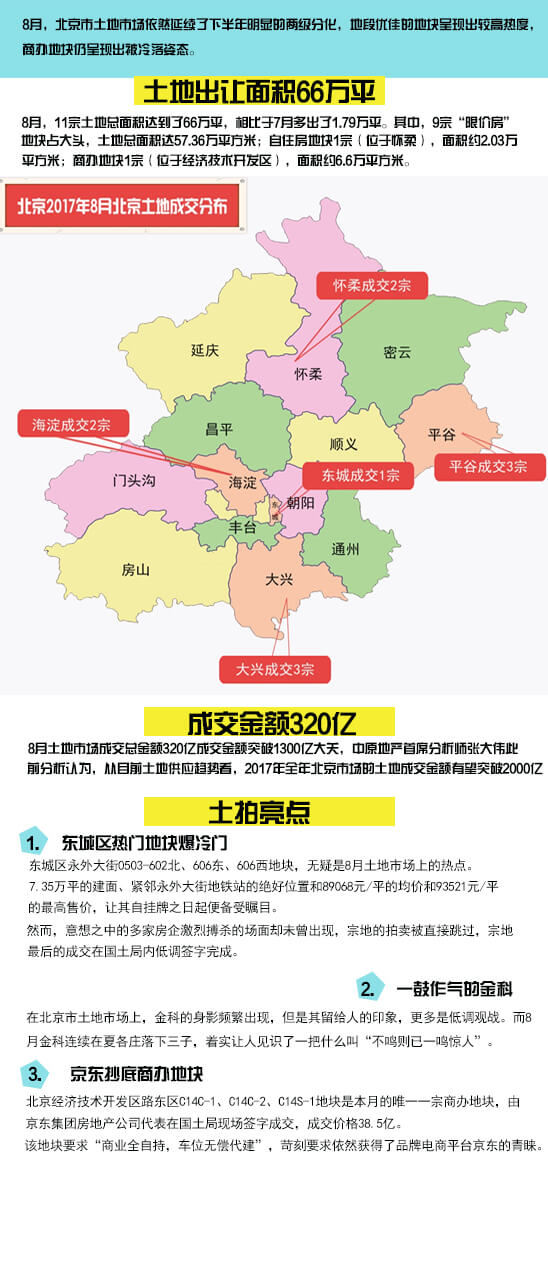 8月，北京市土地市场依然延续了下半年明显的两级分化，地段优佳的地块呈现出较高热度，
商办地块仍呈现出被冷落姿态。
土地出让面积66万平
8月，11宗土地总面积达到了66万平，相比于7月多出了1.79万平。其中，9宗“限价房”
地块占大头，土地总面积达57.36万平方米；自住房地块1宗（位于怀柔），面积约2.03万
平方米；商办地块1宗（位于经济技术开发区），面积约6.6万平方米。
北京2017年8月北京土地成交分布
怀柔成交2宗
延庆
密云
怀柔
海淀成交2宗
昌平
顺义
平谷
平谷成交3宗
门头沟
海淀
东城成交1宗
东城
朝阳
丰台
通州
房山
大兴
大兴成交3宗
成交金额320亿
8月土地市场成交总金额320亿成交金额突破1300亿大关，中原地产首席分析师张大伟此
前分析认为，从目前土地供应趋势看，2017年全年北京市场的土地成交金额有望突破2000亿
土拍亮点
1. 东城区热门地块爆冷门
东城区永外大街0503-602北、606东、606西地块，无疑是8月土地市场上的热点。
7.35万平的建面、紧邻永外大街地铁站的绝好位置和89068元/平的均价和93521元/平
的最高售价，让其自挂牌之日起便备受瞩目。
然而，意想之中的多家房企激烈搏杀的场面却未曾出现，宗地的拍卖被直接跳过，宗地
最后的成交在国土局内低调签字完成。
2. 一鼓作气的金科
在北京市土地市场上，金科的身影频繁出现，但是其留给人的印象，更多是低调观战。而8
月金科连续在夏各庄落下三子，着实让人见识了一把什么叫“不鸣则已一鸣惊人”。
3. 京东抄底商办地块
北京经济技术开发区路东区C14C-1、C14C-2、C14S-1地块是本月的唯一一宗商办地块，由
京东集团房地产公司代表在国土局现场签字成交，成交价格38.5亿。
该地块要求“商业全自持，车位无偿代建”，苛刻要求依然获得了品牌电商平台京东的青睐。